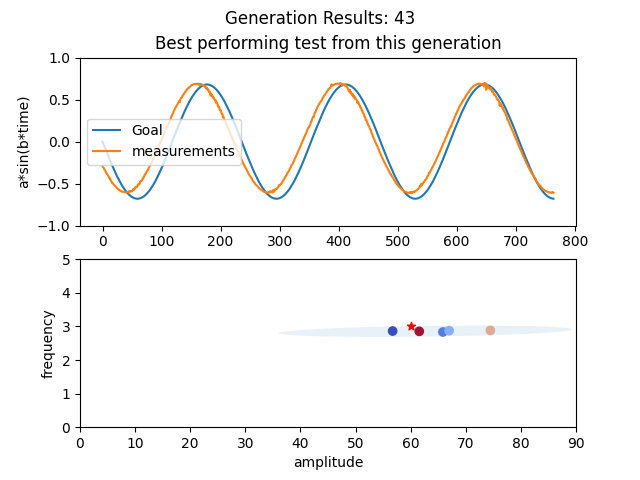 Generation Results: 43
Best performing test from this generation
1.0
0.5
0.0
−0.5
−1.0
a*sin(b*time)
Goal
measurements
0 100 200 300 400 500 600 700 800
5
4
3
2
1
0
frequency
0 10 20 30 40 50 60 70 80 90
amplitude